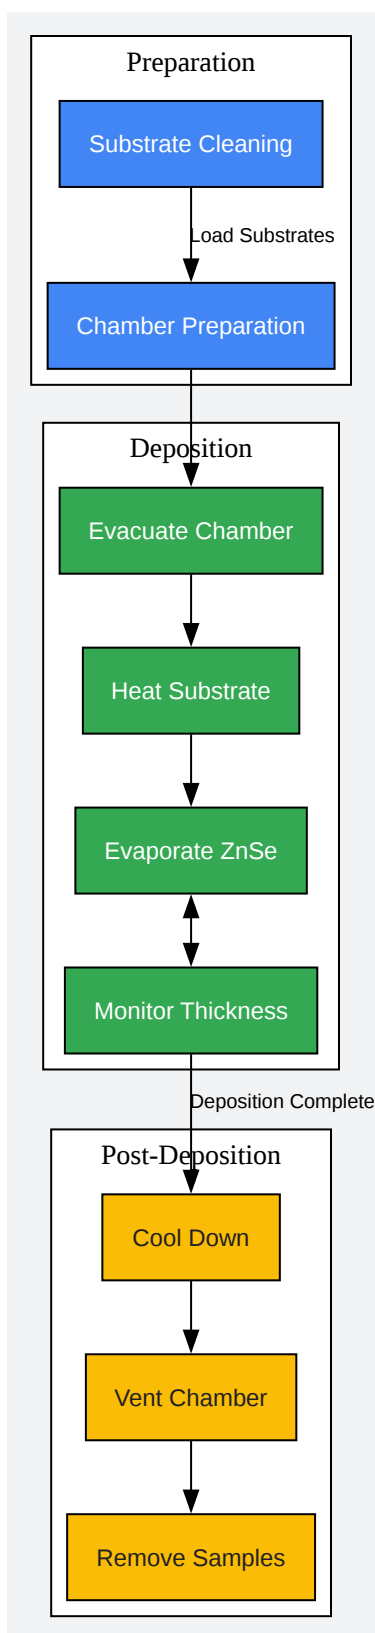 Preparation
Substrate Cleaning
Load Substrates
Chamber Preparation
Deposition
Evacuate Chamber
Heat Substrate
Evaporate ZnSe
Monitor Thickness
Deposition Complete
Post-Deposition
Cool Down
Vent Chamber
Remove Samples